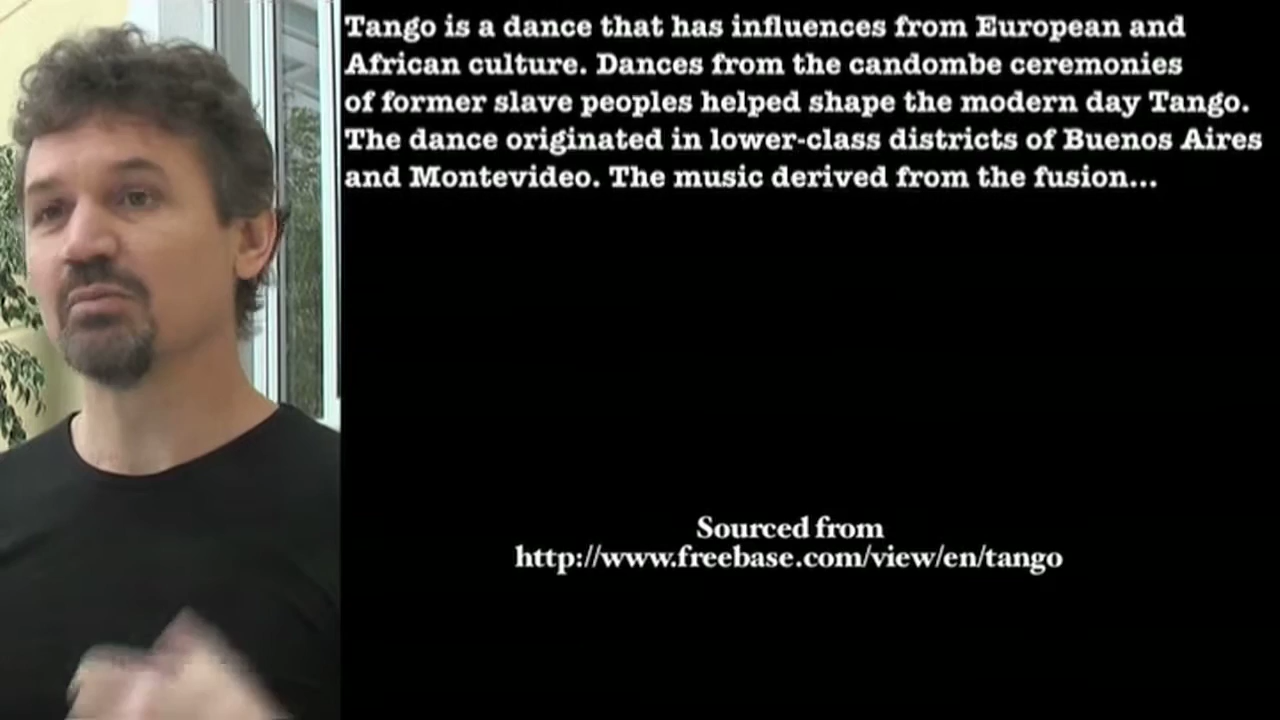 Tango is a dance that has influences from European and
African culture. Dances from the candombe ceremonies
of former slave peoples helped shape the modern day Tango.
The dance originated in lower-class districts of Buenos Aires
and Montevideo. The music derived from the fusion...
Sourced from
http://www.freebase.com/view/en/tango